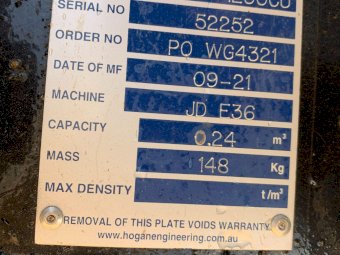 SERIAL NO 52252
ORDER NO PO WG4321
DATE OF MF 09-21
MACHINE JD E36
CAPACITY 0.24 m³
MASS 148 Kg
MAX DENSITY t/m³
REMOVAL OF THIS PLATE VOIDS WARRANTY
www.hoganengineering.com.au